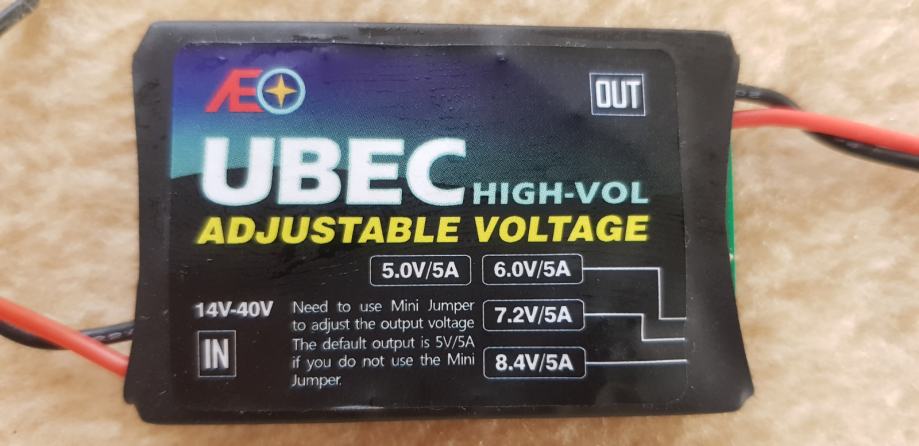 ÆO
OUT
UBEC HIGH-VOL
ADJUSTABLE VOLTAGE
5.0V/5A 6.0V/5A
7.2V/5A
8.4V/5A
14V-40V
IN
Need to use Mini Jumper
to adjust the output voltage
The default output is 5V/5A
if you do not use the Mini
Jumper.